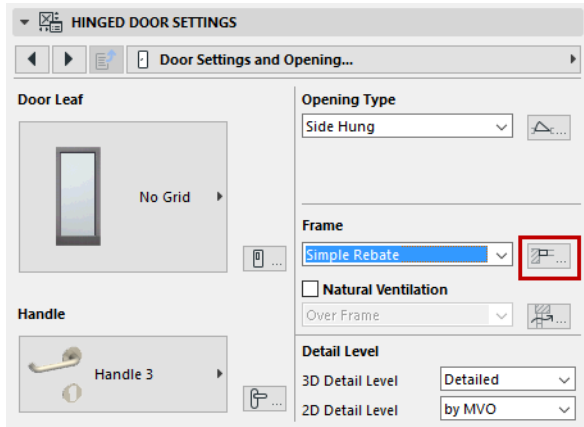 HINGED DOOR SETTINGS
Door Settings and Opening...
Door Leaf
No Grid
...
Handle
Handle 3
...
Opening Type
Side Hung
...
Frame
Simple Rebate
...
Natural Ventilation
Over Frame
...
Detail Level
3D Detail Level
Detailed
2D Detail Level
by MVO